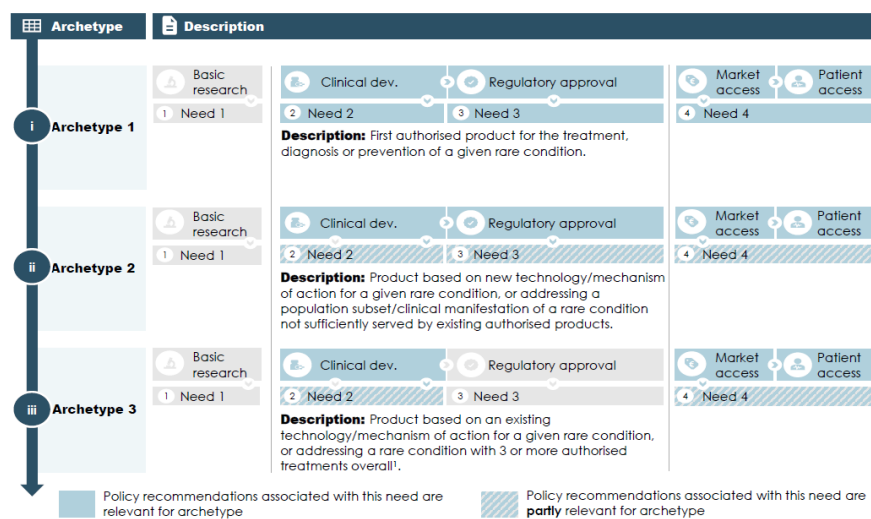 Archetype
Description
i
Archetype 1
Basic
research
1 Need 1
Clinical dev.
Regulatory approval
2 Need 2
3 Need 3
Description: First authorised product for the treatment,
diagnosis or prevention of a given rare condition.
Market
access
Patient
access
4 Need 4
ii
Archetype 2
Basic
research
1 Need 1
Clinical dev.
Regulatory approval
2 Need 2
3 Need 3
Description: Product based on new technology/mechanism
of action for a given rare condition, or addressing a
population subset/clinical manifestation of a rare condition
not sufficiently served by existing authorised products.
Market
access
Patient
access
4 Need 4
iii
Archetype 3
Basic
research
1 Need 1
Clinical dev.
Regulatory approval
2 Need 2
3 Need 3
Description: Product based on an existing
technology/mechanism of action for a given rare condition,
or addressing a rare condition with 3 or more authorised
treatments overall¹.
Market
access
Patient
access
4 Need 4
Policy recommendations associated with this need are
relevant for archetype
Policy recommendations associated with this need are
partly relevant for archetype